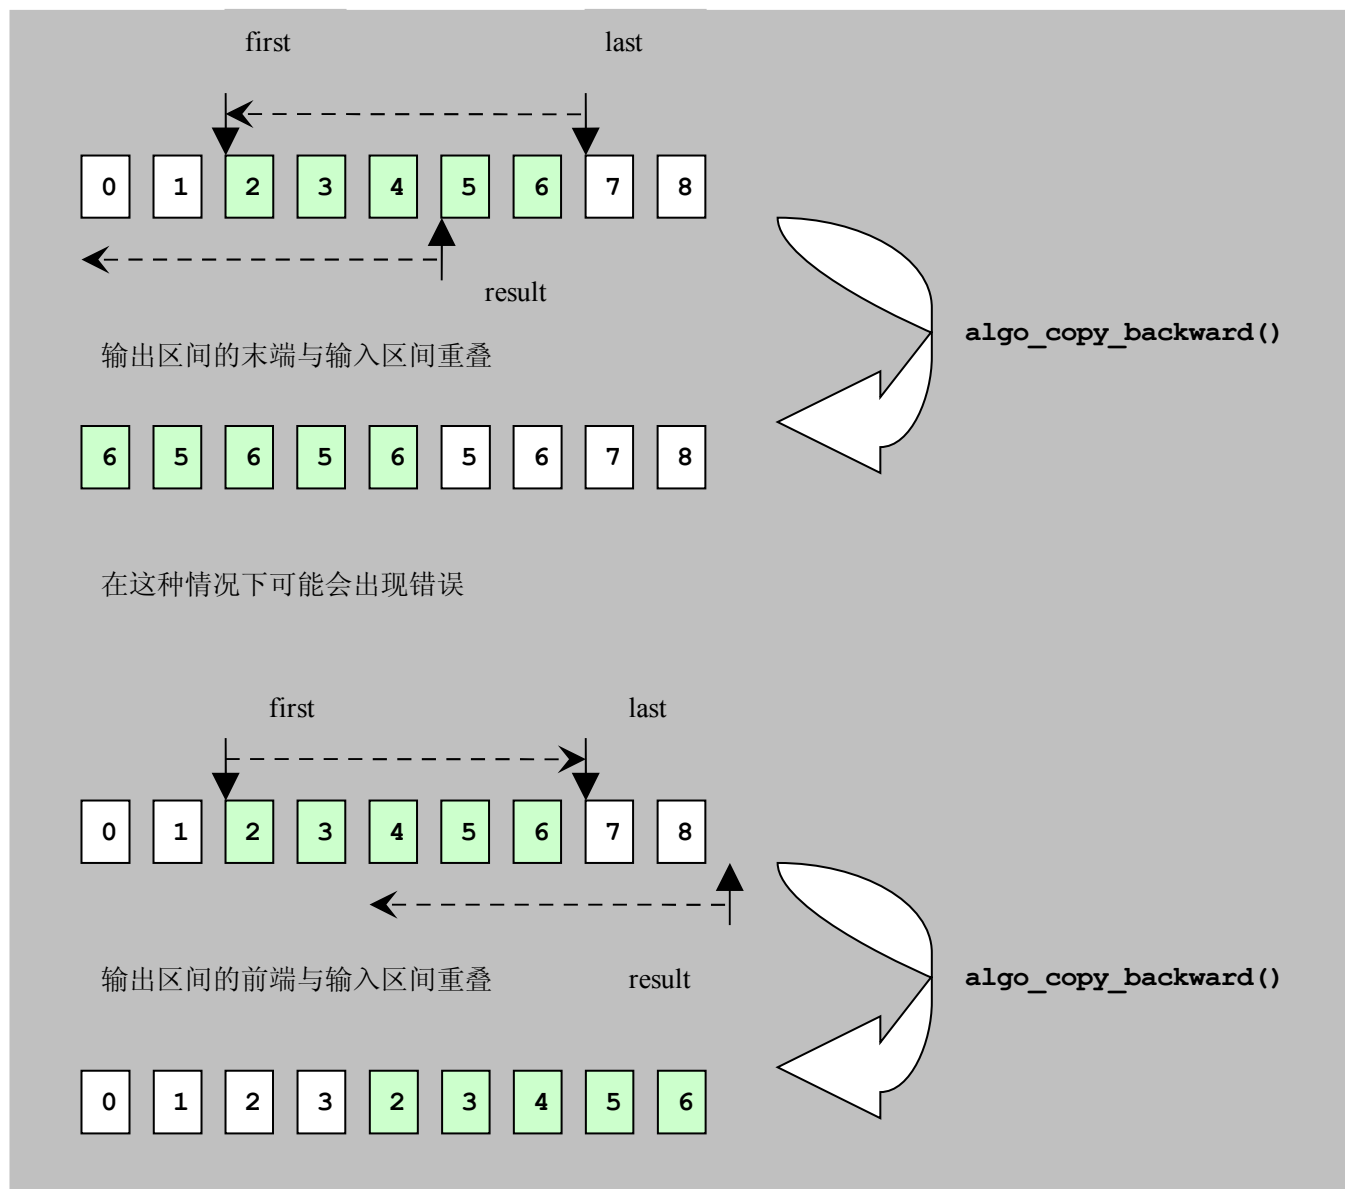 first last
0 1 2 3 4 5 6 7 8
result
algo_copy_backward()
输出区间的末端与输入区间重叠
6 5 6 5 6 5 6 7 8
在这种情况下可能会出现错误
first last
0 1 2 3 4 5 6 7 8
输出区间的前端与输入区间重叠 result
algo_copy_backward()
0 1 2 3 2 3 4 5 6